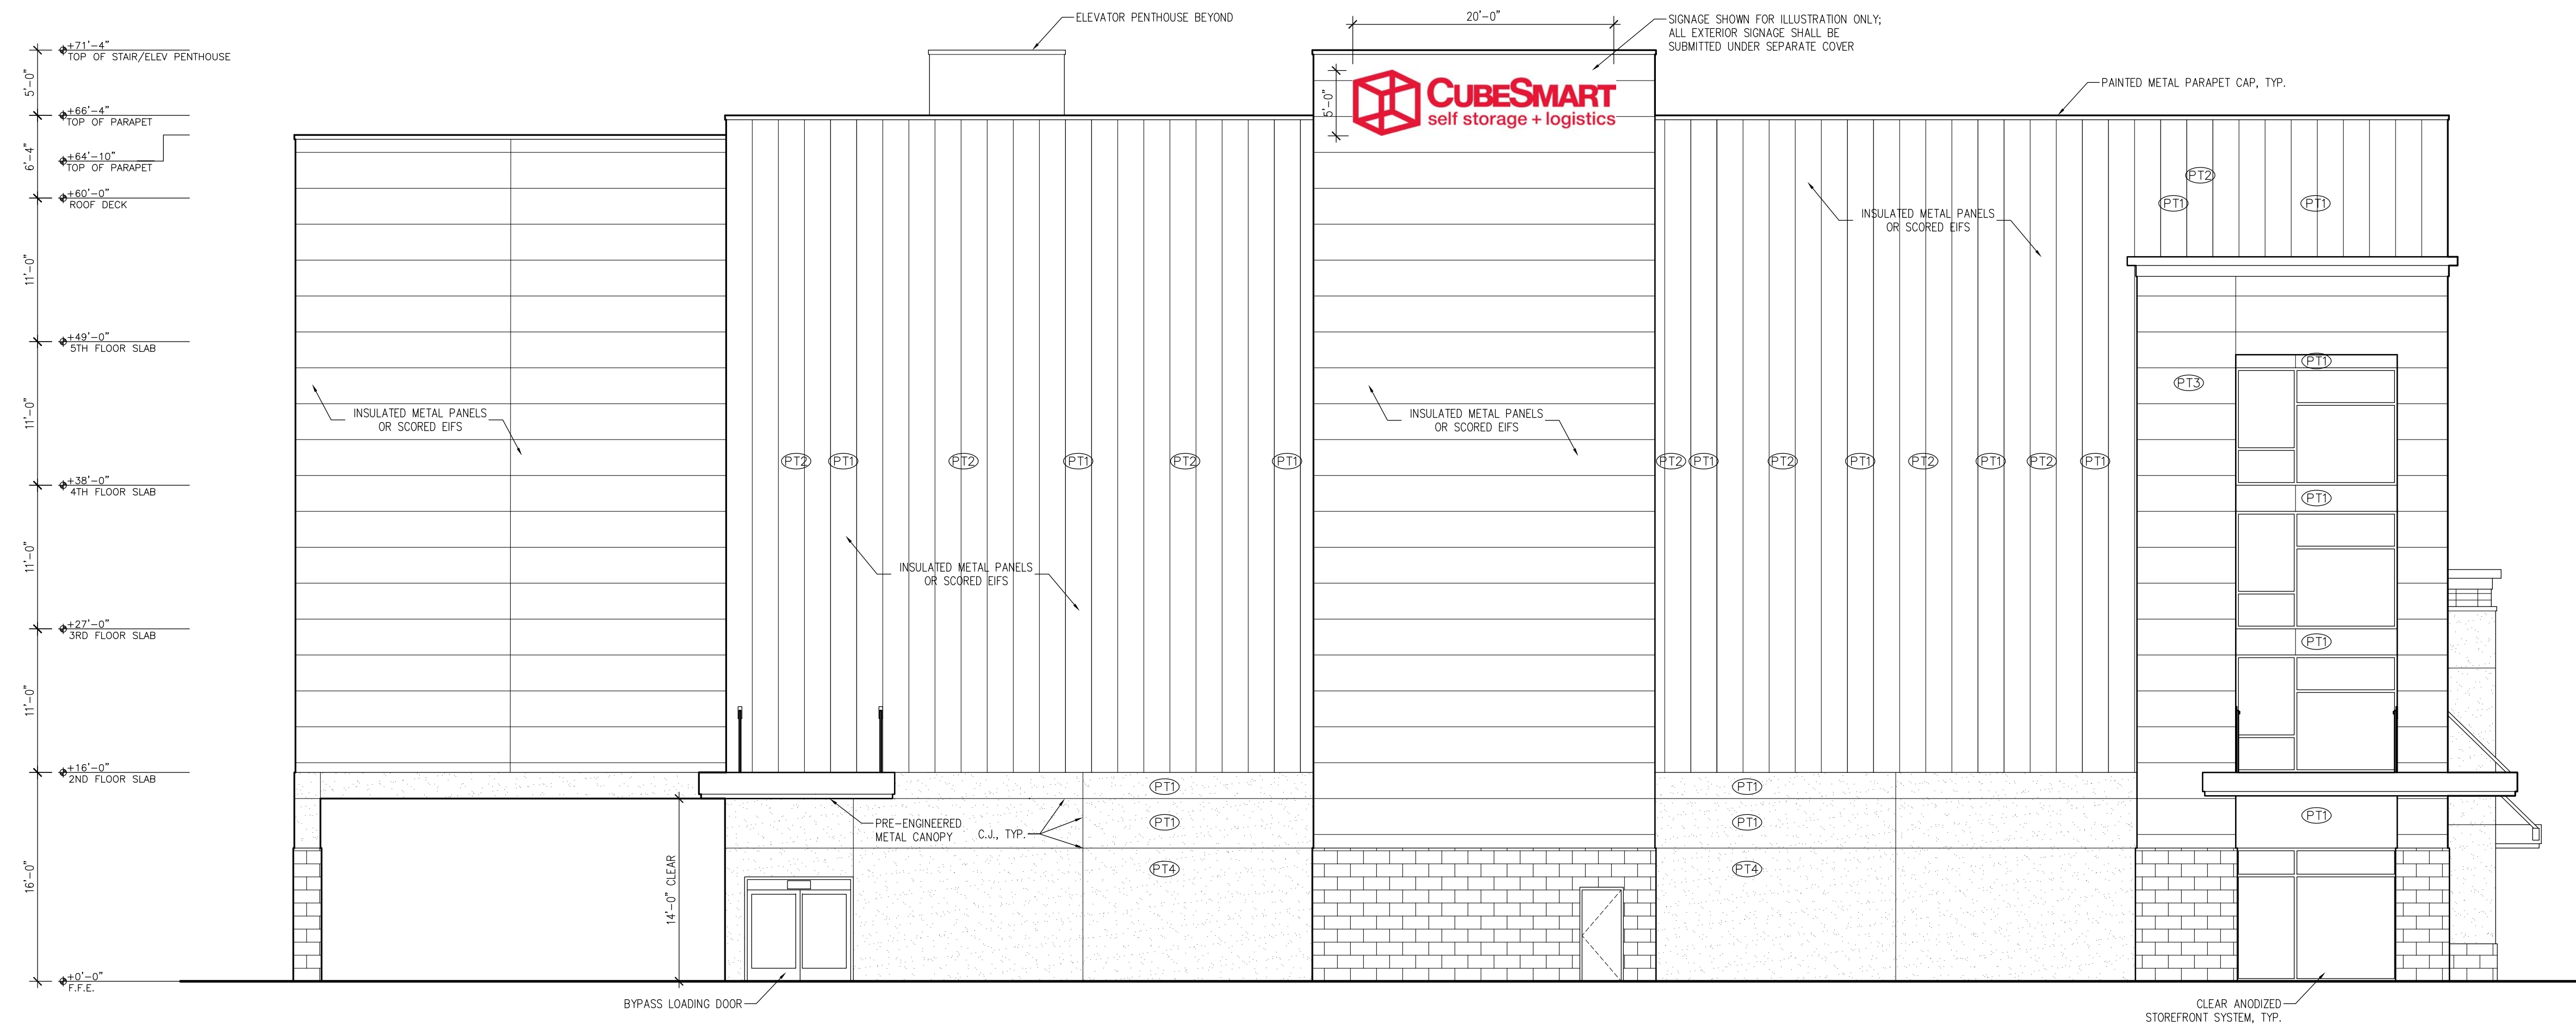 ELEVATOR PENTHOUSE BEYOND
20'-0"
SIGNAGE SHOWN FOR ILLUSTRATION ONLY;
ALL EXTERIOR SIGNAGE SHALL BE
SUBMITTED UNDER SEPARATE COVER
+71'-4"
TOP OF STAIR/ELEV PENTHOUSE
5'-0"
+66'-4"
TOP OF PARAPET
6'-4"
+64'-10"
TOP OF PARAPET
+60'-0"
ROOF DECK
11'-0"
+49'-0"
5TH FLOOR SLAB
11'-0"
+38'-0"
4TH FLOOR SLAB
11'-0"
+27'-0"
3RD FLOOR SLAB
11'-0"
+16'-0"
2ND FLOOR SLAB
16'-0"
+0'-0"
F.F.E.
5'-0"
CUBESMART
self storage + logistics
PAINTED METAL PARAPET CAP, TYP.
PT2
PT1
PT1
INSULATED METAL PANELS
OR SCORED EIFS
PT1
PT3
INSULATED METAL PANELS
OR SCORED EIFS
INSULATED METAL PANELS
OR SCORED EIFS
PT2
PT1
PT2
PT1
PT2
PT1
PT2
PT1
PT2
PT1
PT2
PT1
PT2
PT1
PT1
INSULATED METAL PANELS
OR SCORED EIFS
PT1
PT1
PT1
PT1
PT1
PT1
PRE-ENGINEERED
METAL CANOPY
C.J., TYP.
14'-0" CLEAR
PT4
PT4
BYPASS LOADING DOOR
CLEAR ANODIZED
STOREFRONT SYSTEM, TYP.